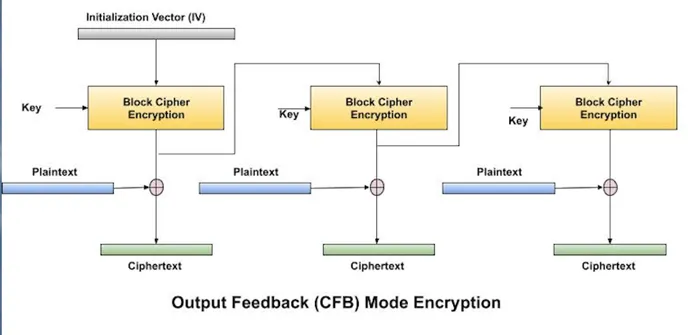 Initialization Vector (IV)
Key
Block Cipher
Encryption
Key
Block Cipher
Encryption
Key
Block Cipher
Encryption
Plaintext
Plaintext
Plaintext
Ciphertext
Ciphertext
Ciphertext
Output Feedback (CFB) Mode Encryption